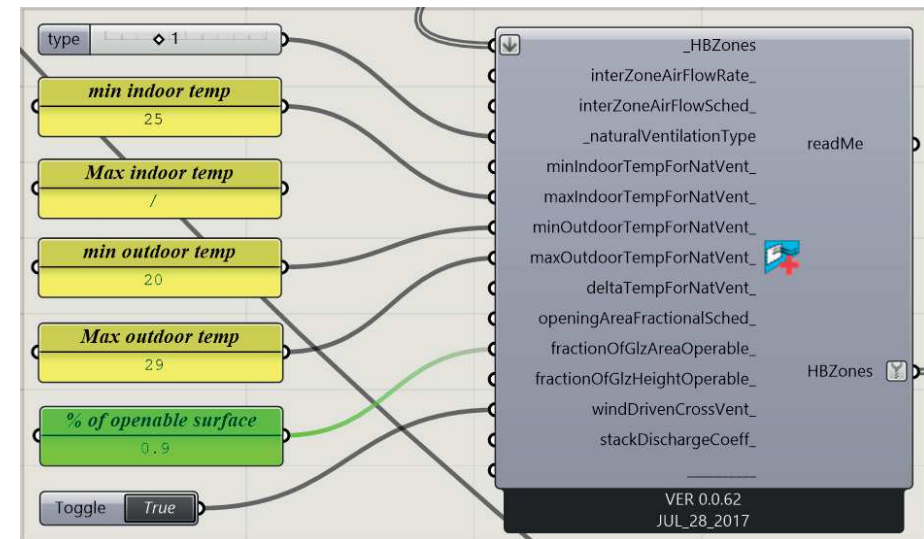 type 1
min indoor temp
25
Max indoor temp
/
min outdoor temp
20
Max outdoor temp
29
% of openable surface
0.9
Toggle True
_HBZones
interZoneAirFlowRate_
interZoneAirFlowSched_
_naturalVentilationType
minIndoorTempForNatVent_
maxIndoorTempForNatVent_
minOutdoorTempForNatVent_
maxOutdoorTempForNatVent_
deltaTempForNatVent_
openingAreaFractionalSched_
fractionOfGlzAreaOperable_
fractionOfGlzHeightOperable_
windDrivenCrossVent_
stackDischargeCoeff_
__________
readMe
HBZones
VER 0.0.62
JUL_28_2017